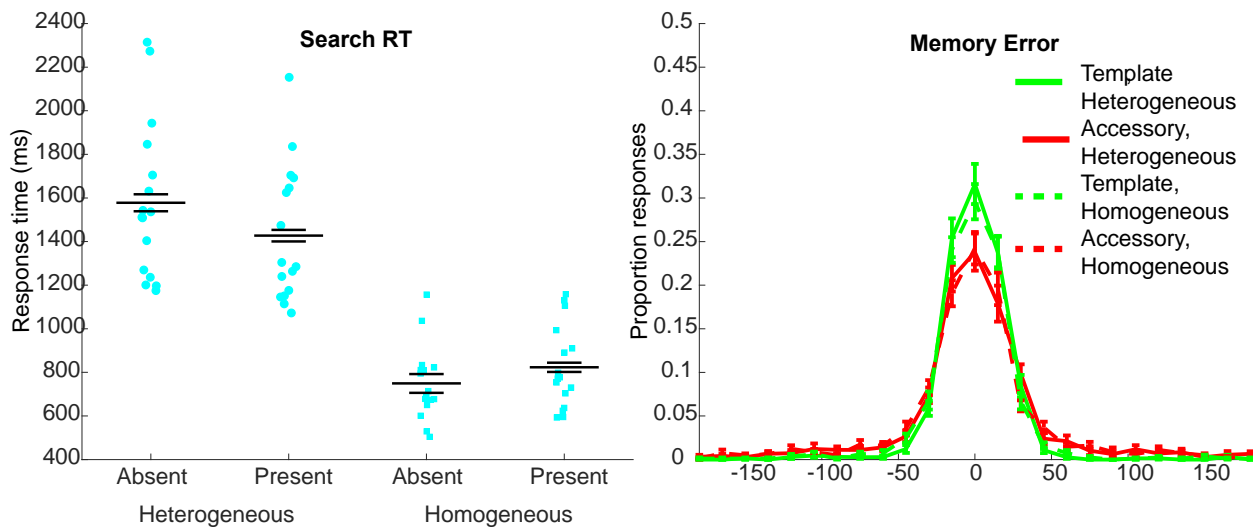 Search RT
Response time (ms)
2400
2200
2000
1800
1600
1400
1200
1000
800
600
400
Absent
Present
Absent
Present
Heterogeneous
Homogeneous
Memory Error
Proportion responses
0.5
0.45
0.4
0.35
0.3
0.25
0.2
0.15
0.1
0.05
0
-150
-100
-50
0
50
100
150
Template,
Heterogeneous
Accessory,
Heterogeneous
Template,
Homogeneous
Accessory,
Homogeneous